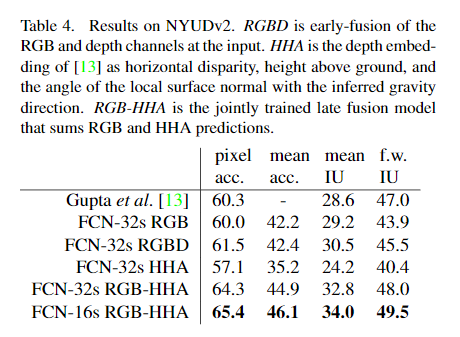 Table 4. Results on NYUDv2. RGBD is early-fusion of the
RGB and depth channels at the input. HHA is the depth embed-
ding of [13] as horizontal disparity, height above ground, and
the angle of the local surface normal with the inferred gravity
direction. RGB-HHA is the jointly trained late fusion model
that sums RGB and HHA predictions.
pixel mean mean f.w.
acc. acc. IU IU
Gupta et al. [13] 60.3 - 28.6 47.0
FCN-32s RGB 60.0 42.2 29.2 43.9
FCN-32s RGBD 61.5 42.4 30.5 45.5
FCN-32s HHA 57.1 35.2 24.2 40.4
FCN-32s RGB-HHA 64.3 44.9 32.8 48.0
FCN-16s RGB-HHA 65.4 46.1 34.0 49.5